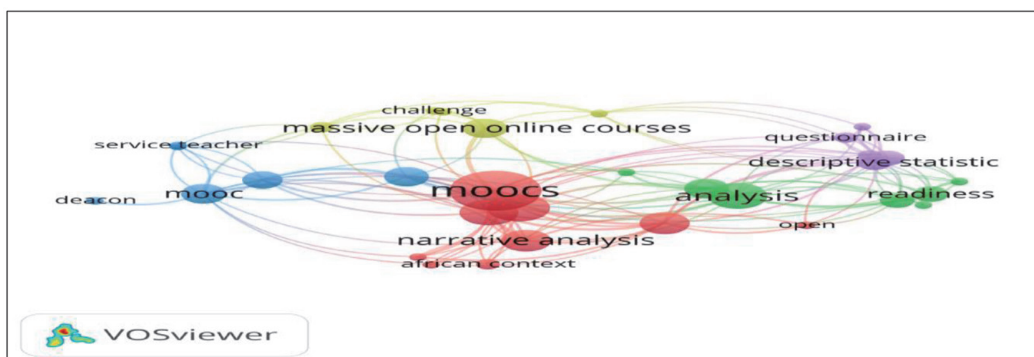 challenge
massive open online courses
questionnaire
service teacher
descriptive statistic
moocs
mooc
analysis
readiness
deacon
open
narrative analysis
african context
VOSviewer